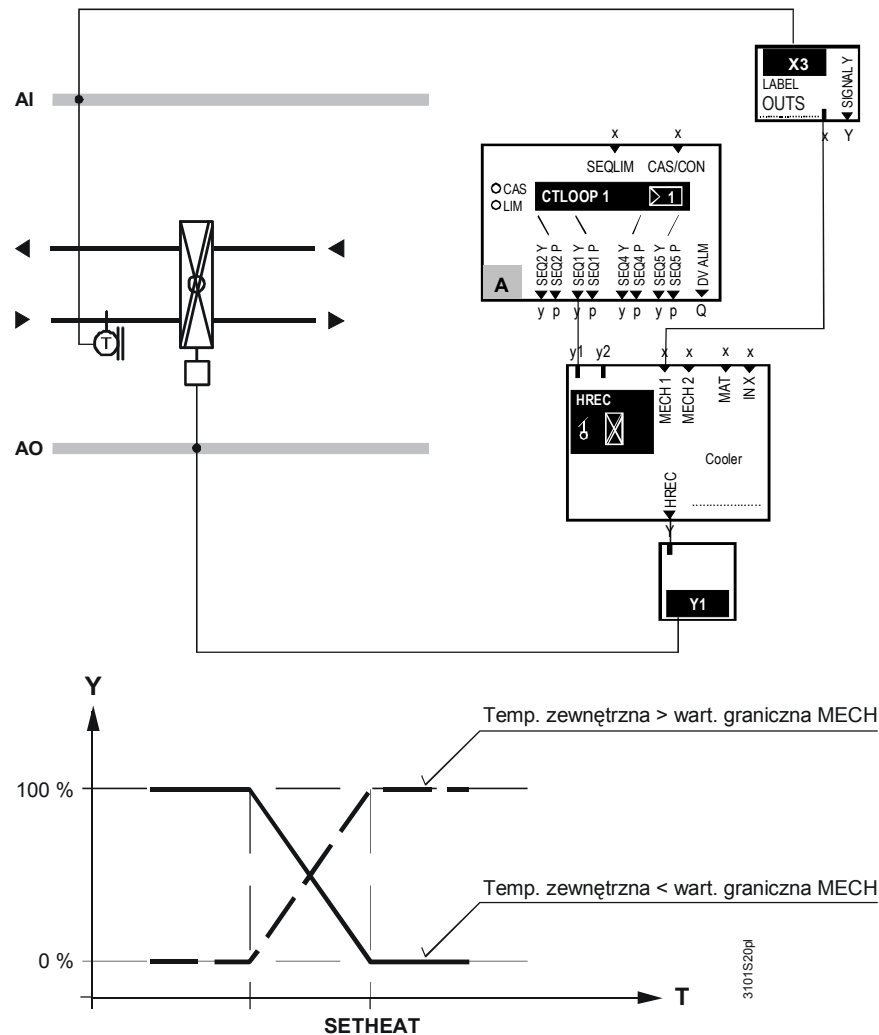 X3
LABEL
OUTS
SIGNAL Y
x Y
AI
x x
SEQLIM CAS/CON
CAS
LIM
CTLOOP 1 1
SEQ2 Y
SEQ2 P
SEQ1 Y
SEQ1 P
SEQ4 Y
SEQ4 P
SEQ5 Y
SEQ5 P
DV ALM
A
y p y p y p y p Q
T
y1 y2 x x x x
MECH 1
MECH 2
MAT
IN X
HREC
Cooler
HREC
Y
AO
Y1
Y
Temp. zewnętrzna > wart. graniczna MECH
100 %
Temp. zewnętrzna < wart. graniczna MECH
0 %
T
SETHEAT
3101S20pl